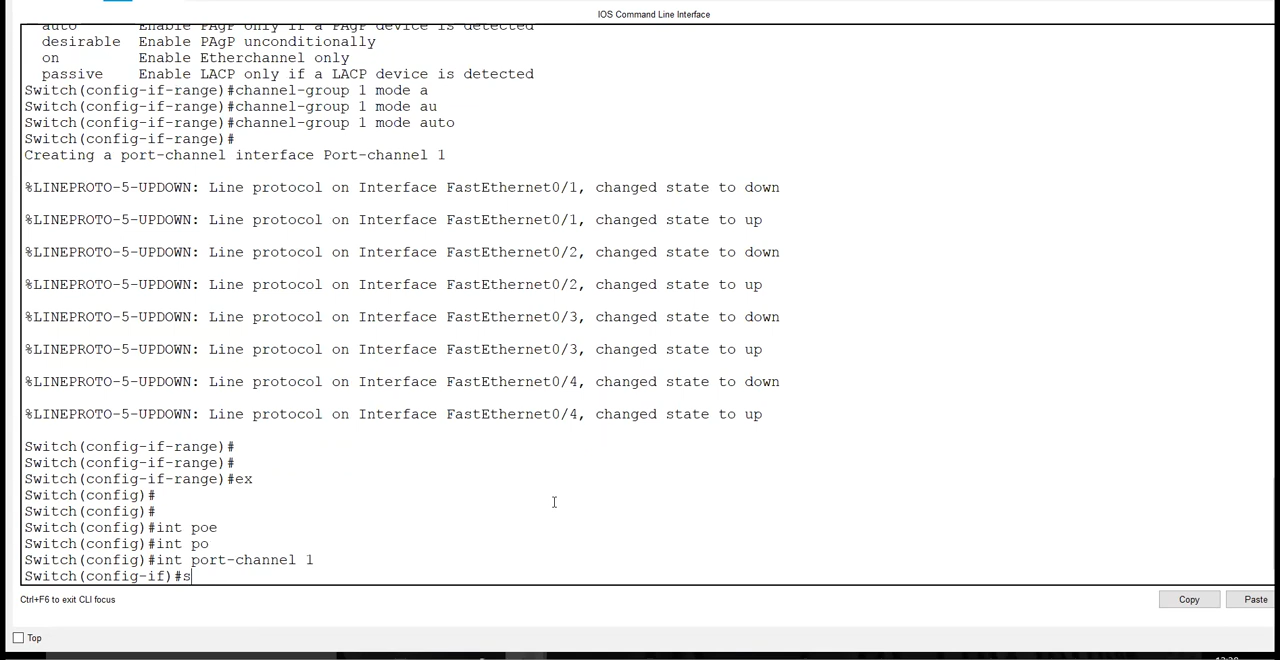 IOS Command Line Interface
auto Enable PAgP only if a PAgP device is detected
desirable Enable PAgP unconditionally
on Enable Etherchannel only
passive Enable LACP only if a LACP device is detected
Switch(config-if-range)#channel-group 1 mode a
Switch(config-if-range)#channel-group 1 mode au
Switch(config-if-range)#channel-group 1 mode auto
Switch(config-if-range)#
Creating a port-channel interface Port-channel 1
%LINEPROTO-5-UPDOWN: Line protocol on Interface FastEthernet0/1, changed state to down
%LINEPROTO-5-UPDOWN: Line protocol on Interface FastEthernet0/1, changed state to up
%LINEPROTO-5-UPDOWN: Line protocol on Interface FastEthernet0/2, changed state to down
%LINEPROTO-5-UPDOWN: Line protocol on Interface FastEthernet0/2, changed state to up
%LINEPROTO-5-UPDOWN: Line protocol on Interface FastEthernet0/3, changed state to down
%LINEPROTO-5-UPDOWN: Line protocol on Interface FastEthernet0/3, changed state to up
%LINEPROTO-5-UPDOWN: Line protocol on Interface FastEthernet0/4, changed state to down
%LINEPROTO-5-UPDOWN: Line protocol on Interface FastEthernet0/4, changed state to up
Switch(config-if-range)#
Switch(config-if-range)#
Switch(config-if-range)#ex
Switch(config)#
Switch(config)#
Switch(config)#int poe
Switch(config)#int po
Switch(config)#int port-channel 1
Switch(config-if)#s
Ctrl+F6 to exit CLI focus
Copy
Paste
Top